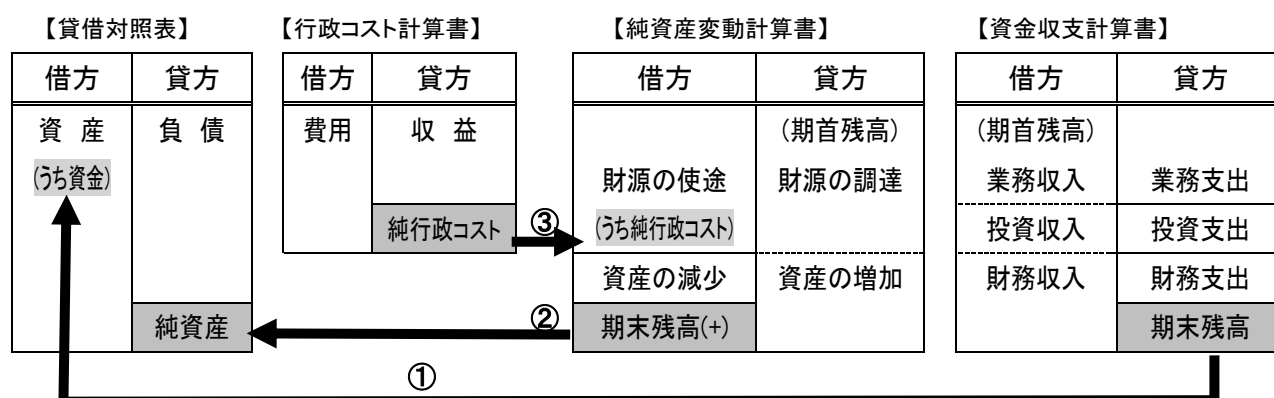 【貸借対照表】 【行政コスト計算書】 【純資産変動計算書】 【資金収支計算書】
借方 貸方 借方 貸方 借方 貸方 借方 貸方
資 産 負 債 費用 収 益 (期首残高) (期首残高)
(うち資金) 財源の使途 財源の調達 業務収入 業務支出
純行政コスト ③ (うち純行政コスト) 投資収入 投資支出
資産の減少 資産の増加 財務収入 財務支出
純資産 ② 期末残高(+) 期末残高
①